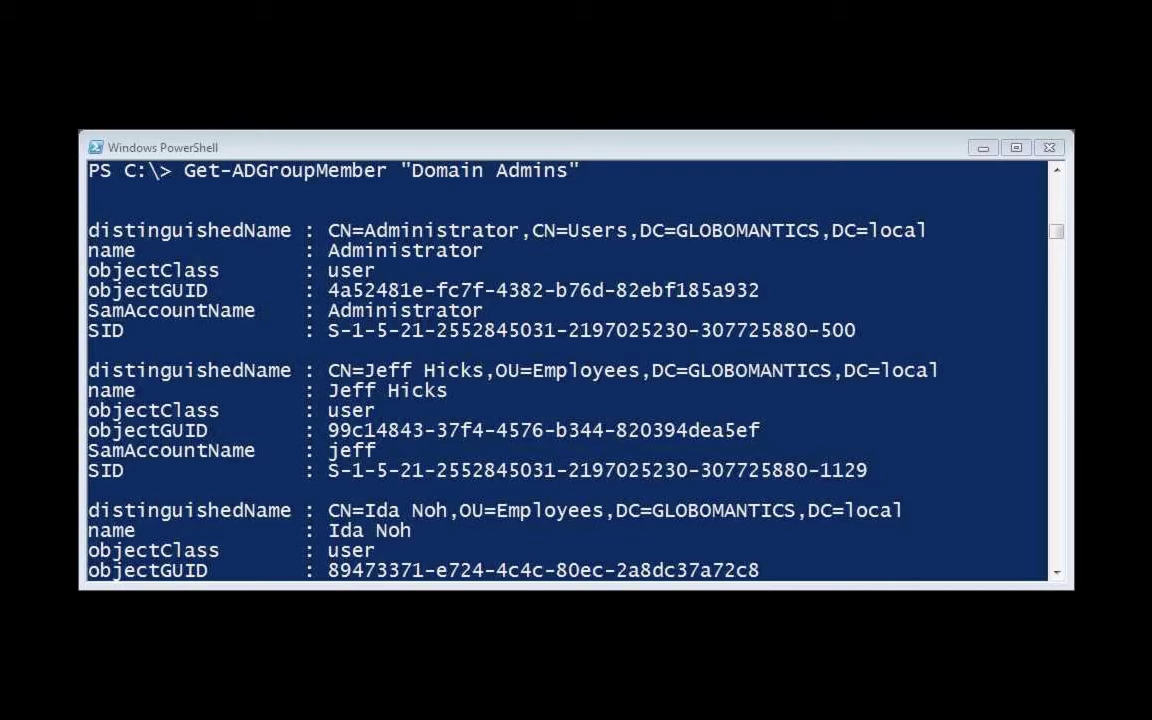 Windows PowerShell
PS C:\> Get-ADGroupMember "Domain Admins"
distinguishedName : CN=Administrator,CN=Users,DC=GLOBOMANTICS,DC=local
name : Administrator
objectClass : user
objectGUID : 4a52481e-fc7f-4382-b76d-82ebf185a932
SamAccountName : Administrator
SID : S-1-5-21-2552845031-2197025230-307725880-500
distinguishedName : CN=Jeff Hicks,OU=Employees,DC=GLOBOMANTICS,DC=local
name : Jeff Hicks
objectClass : user
objectGUID : 99c14843-37f4-4576-b344-820394dea5ef
SamAccountName : jeff
SID : S-1-5-21-2552845031-2197025230-307725880-1129
distinguishedName : CN=Ida Noh,OU=Employees,DC=GLOBOMANTICS,DC=local
name : Ida Noh
objectClass : user
objectGUID : 89473371-e724-4c4c-80ec-2a8dc37a72c8